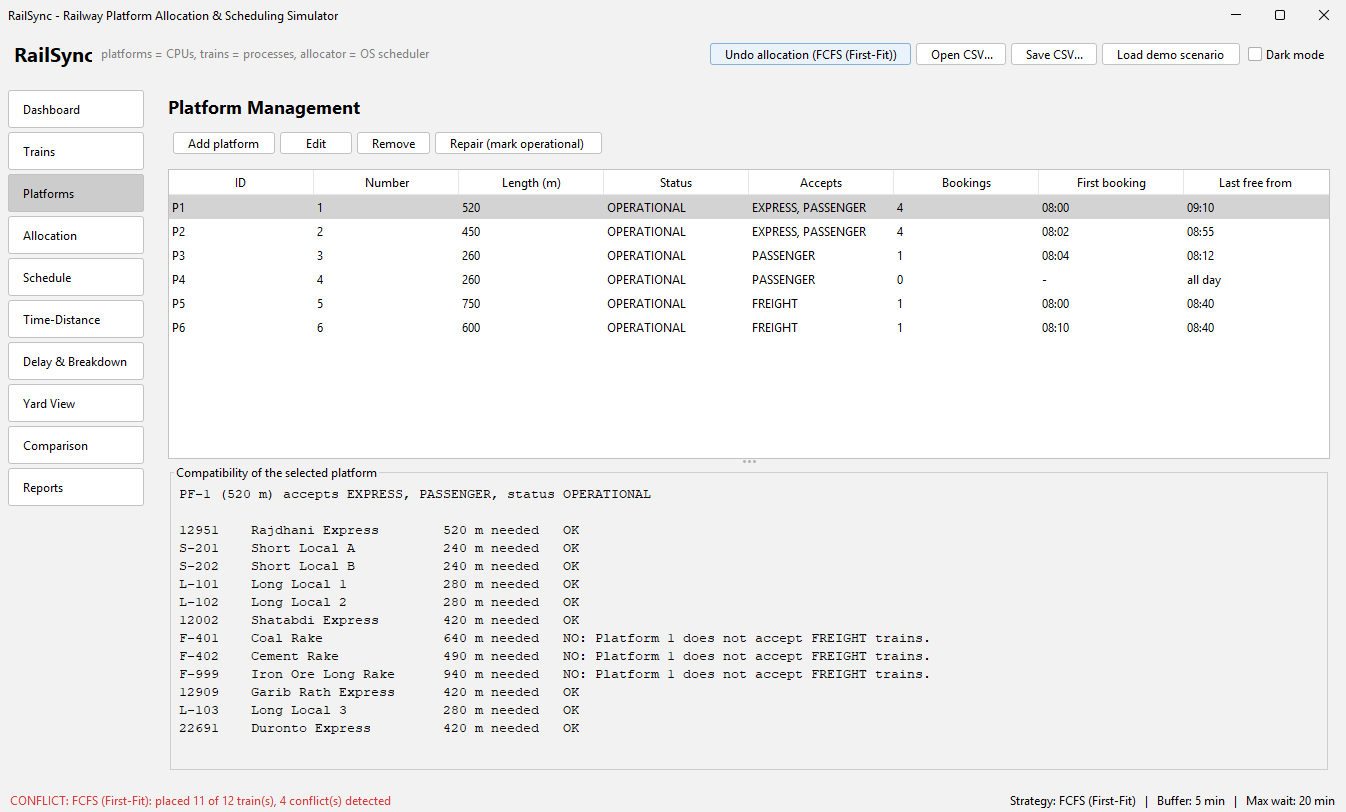 RailSync - Railway Platform Allocation & Scheduling Simulator
RailSync platforms = CPUs, trains = processes, allocator = OS scheduler Undo allocation (FCFS (First-Fit)) Open CSV... Save CSV... Load demo scenario Dark mode
Dashboard
Trains
Platforms
Allocation
Schedule
Time-Distance
Delay & Breakdown
Yard View
Comparison
Reports
Platform Management
Add platform Edit Remove Repair (mark operational)
ID Number Length (m) Status Accepts Bookings First booking Last free from
P1 1 520 OPERATIONAL EXPRESS, PASSENGER 4 08:00 09:10
P2 2 450 OPERATIONAL EXPRESS, PASSENGER 4 08:02 08:55
P3 3 260 OPERATIONAL PASSENGER 1 08:04 08:12
P4 4 260 OPERATIONAL PASSENGER 0 - all day
P5 5 750 OPERATIONAL FREIGHT 1 08:00 08:40
P6 6 600 OPERATIONAL FREIGHT 1 08:10 08:40
Compatibility of the selected platform
PF-1 (520 m) accepts EXPRESS, PASSENGER, status OPERATIONAL
12951 Rajdhani Express 520 m needed OK
S-201 Short Local A 240 m needed OK
S-202 Short Local B 240 m needed OK
L-101 Long Local 1 280 m needed OK
L-102 Long Local 2 280 m needed OK
12002 Shatabdi Express 420 m needed OK
F-401 Coal Rake 640 m needed NO: Platform 1 does not accept FREIGHT trains.
F-402 Cement Rake 490 m needed NO: Platform 1 does not accept FREIGHT trains.
F-999 Iron Ore Long Rake 940 m needed NO: Platform 1 does not accept FREIGHT trains.
12909 Garib Rath Express 420 m needed OK
L-103 Long Local 3 280 m needed OK
22691 Duronto Express 420 m needed OK
CONFLICT: FCFS (First-Fit): placed 11 of 12 train(s), 4 conflict(s) detected Strategy: FCFS (First-Fit) | Buffer: 5 min | Max wait: 20 min